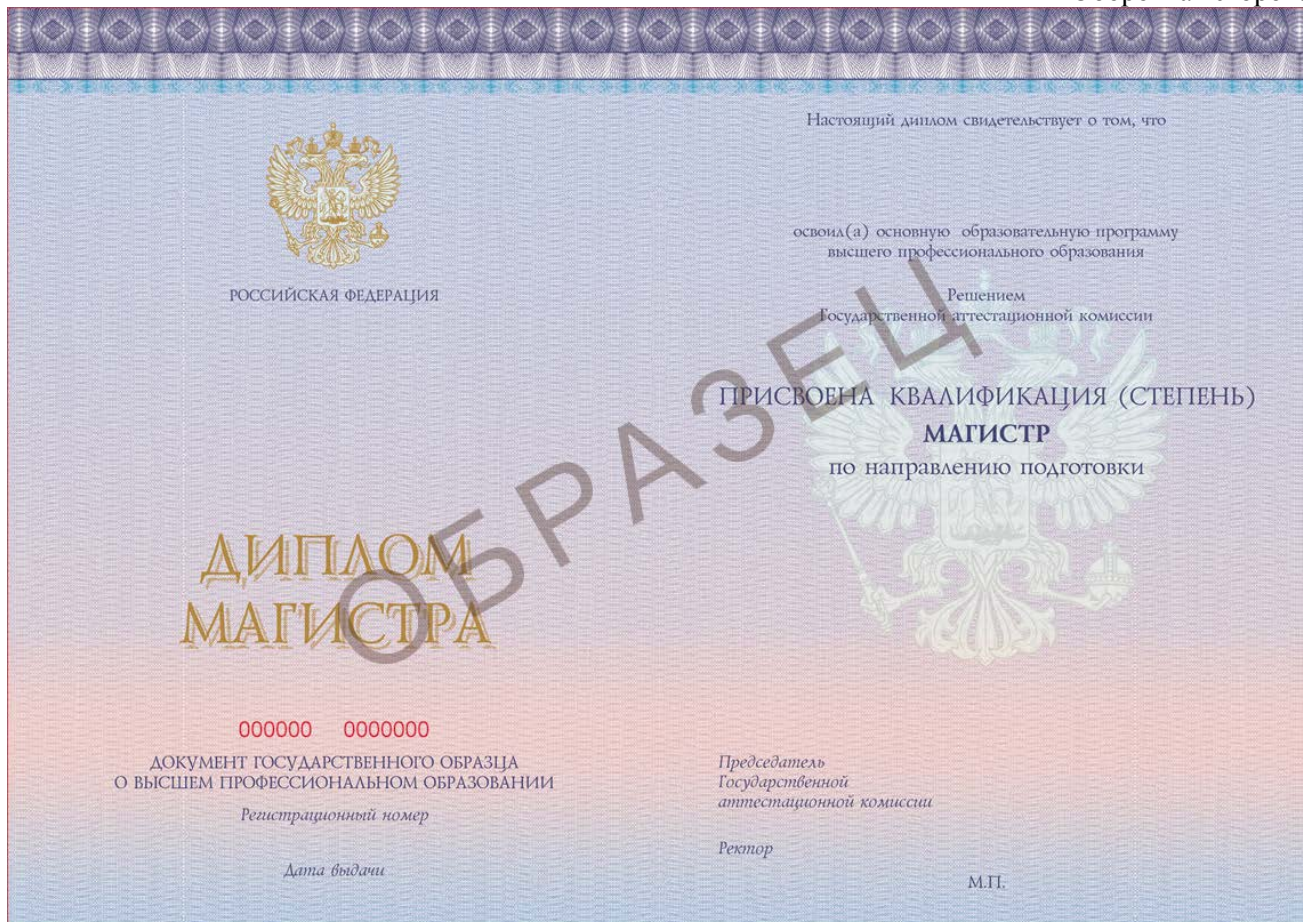 РОССИЙСКАЯ ФЕДЕРАЦИЯ
ДИПЛОМ
МАГИСТРА
000000 0000000
ДОКУМЕНТ ГОСУДАРСТВЕННОГО ОБРАЗЦА
О ВЫСШЕМ ПРОФЕССИОНАЛЬНОМ ОБРАЗОВАНИИ
Регистрационный номер
Дата выдачи
Настоящий диплом свидетельствует о том, что
освоил(а) основную образовательную программу
высшего профессионального образования
Решением
Государственной аттестационной комиссии
ПРИСВОЕНА КВАЛИФИКАЦИЯ (СТЕПЕНЬ)
МАГИСТР
по направлению подготовки
Председатель
Государственной
аттестационной комиссии
Ректор
М.П.
ОБРАЗЕЦ